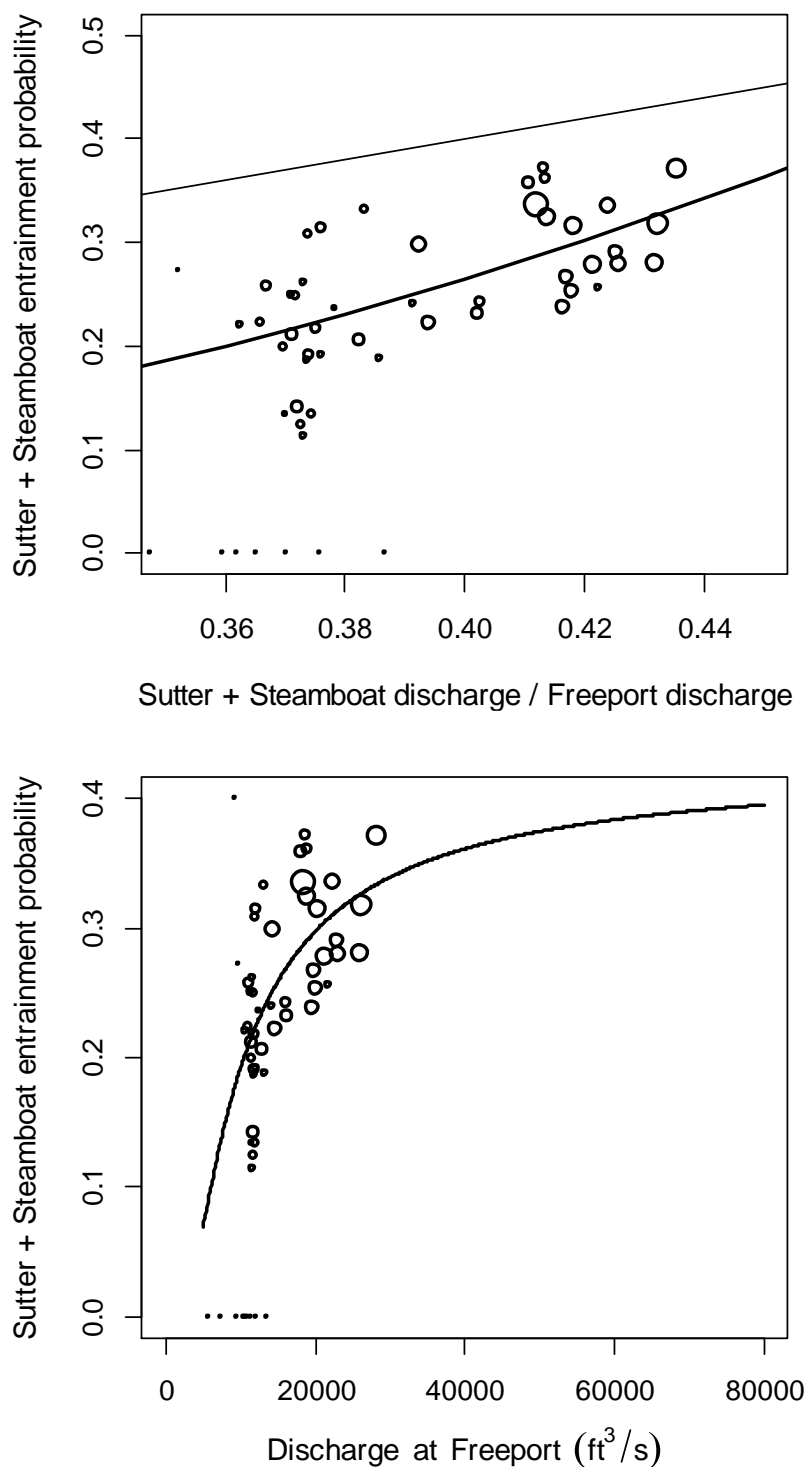 Sutter + Steamboat entrainment probability
0.5
0.4
0.3
0.2
0.1
0.0
0.36 0.38 0.40 0.42 0.44
Sutter + Steamboat discharge / Freeport discharge
Sutter + Steamboat entrainment probability
0.4
0.3
0.2
0.1
0.0
0 20000 40000 60000 80000
Discharge at Freeport (ft³/s)